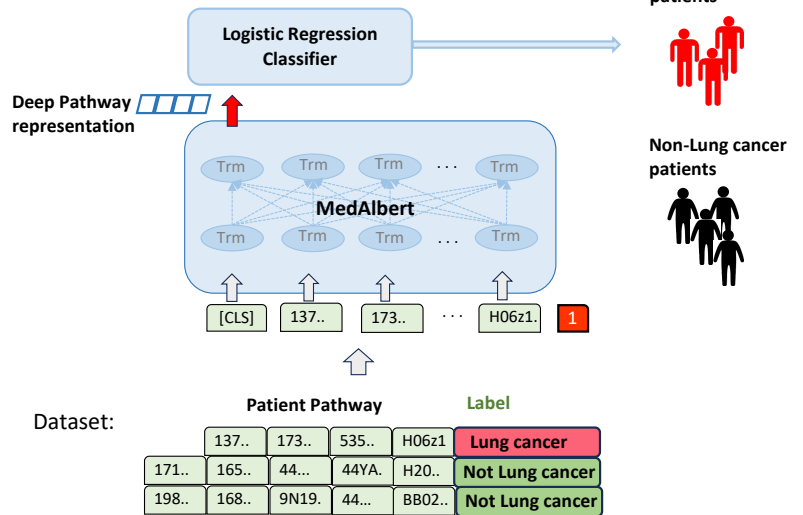 patients
Logistic Regression
Classifier
Deep Pathway
representation
Non-Lung cancer
patients
Trm Trm Trm . . . Trm
MedAlbert
Trm Trm Trm . . . Trm
[CLS] 137.. 173.. . . . H06z1. 1
Dataset:
Patient Pathway Label
137.. 173.. 535.. H06z1 Lung cancer
171.. 165.. 44... 44YA. H20.. Not Lung cancer
198.. 168.. 9N19. 44... BB02.. Not Lung cancer